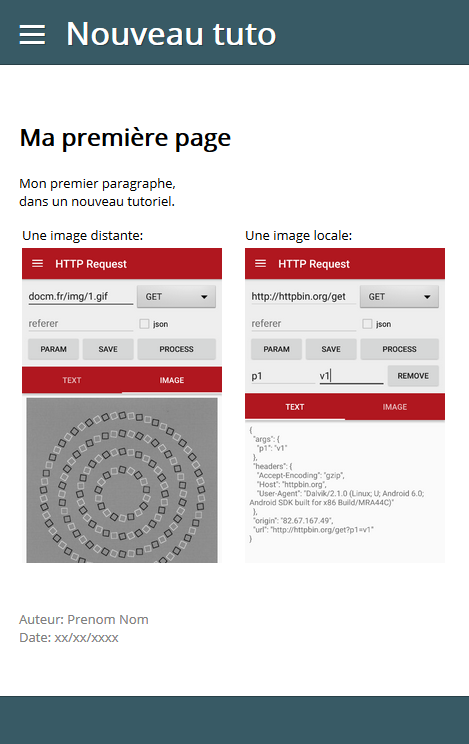 Nouveau tuto
Ma première page
Mon premier paragraphe,
dans un nouveau tutoriel.
Une image distante:
HTTP Request
docm.fr/img/1.gif
GET
referer
json
PARAM
SAVE
PROCESS
TEXT
IMAGE
Une image locale:
HTTP Request
http://httpbin.org/get
GET
referer
json
PARAM
SAVE
PROCESS
p1
v1
REMOVE
TEXT
IMAGE
{
"args": {
"p1": "v1"
},
"headers": {
"Accept-Encoding": "gzip",
"Host": "httpbin.org",
"User-Agent": "Dalvik/2.1.0 (Linux; U; Android 6.0;
Android SDK built for x86 Build/MRA44C)"
},
"origin": "82.67.167.49",
"url": "http://httpbin.org/get?p1=v1"
}
Auteur: Prenom Nom
Date: xx/xx/xxxx